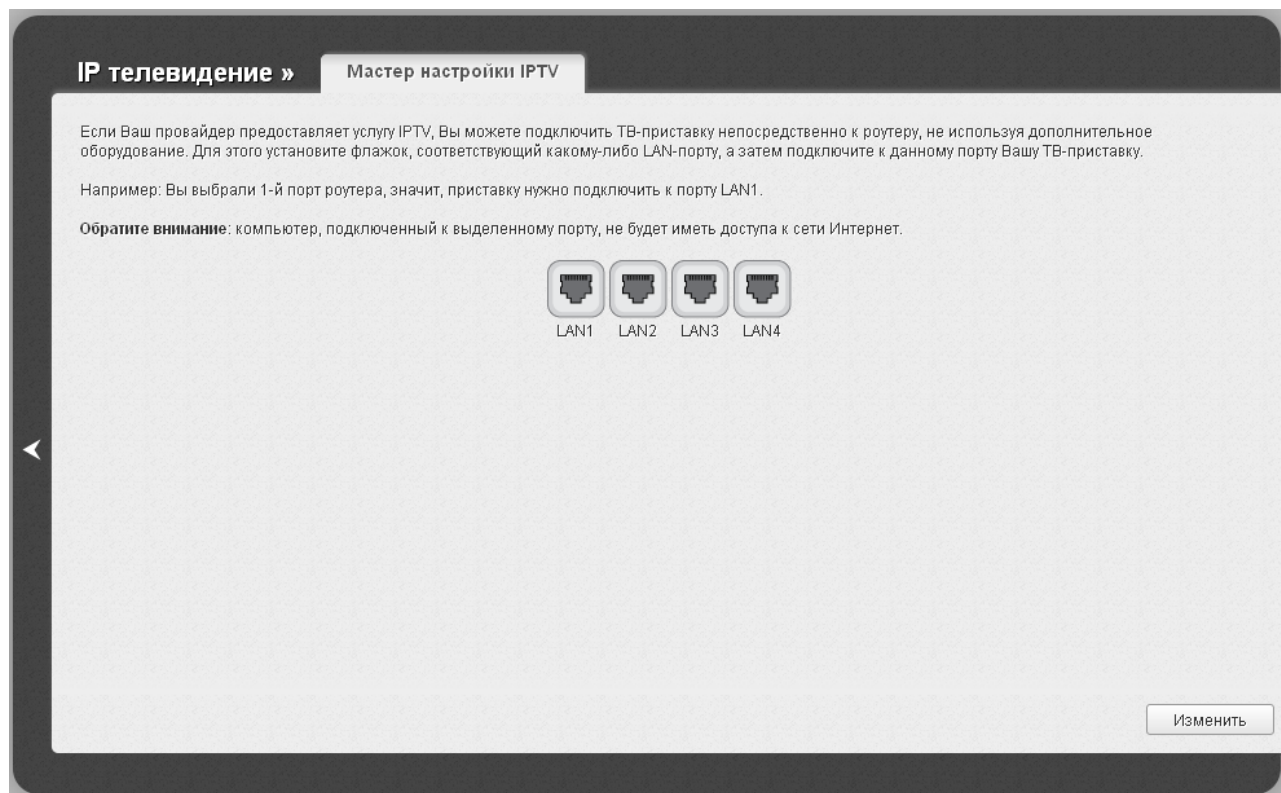 IP телевидение »
Мастер настройки IPTV
Если Ваш провайдер предоставляет услугу IPTV, Вы можете подключить ТВ-приставку непосредственно к роутеру, не используя дополнительное
оборудование. Для этого установите флажок, соответствующий какому-либо LAN-порту, а затем подключите к данному порту Вашу ТВ-приставку.
Например: Вы выбрали 1-й порт роутера, значит, приставку нужно подключить к порту LAN1.
Обратите внимание: компьютер, подключенный к выделенному порту, не будет иметь доступа к сети Интернет.
LAN1 LAN2 LAN3 LAN4
Изменить